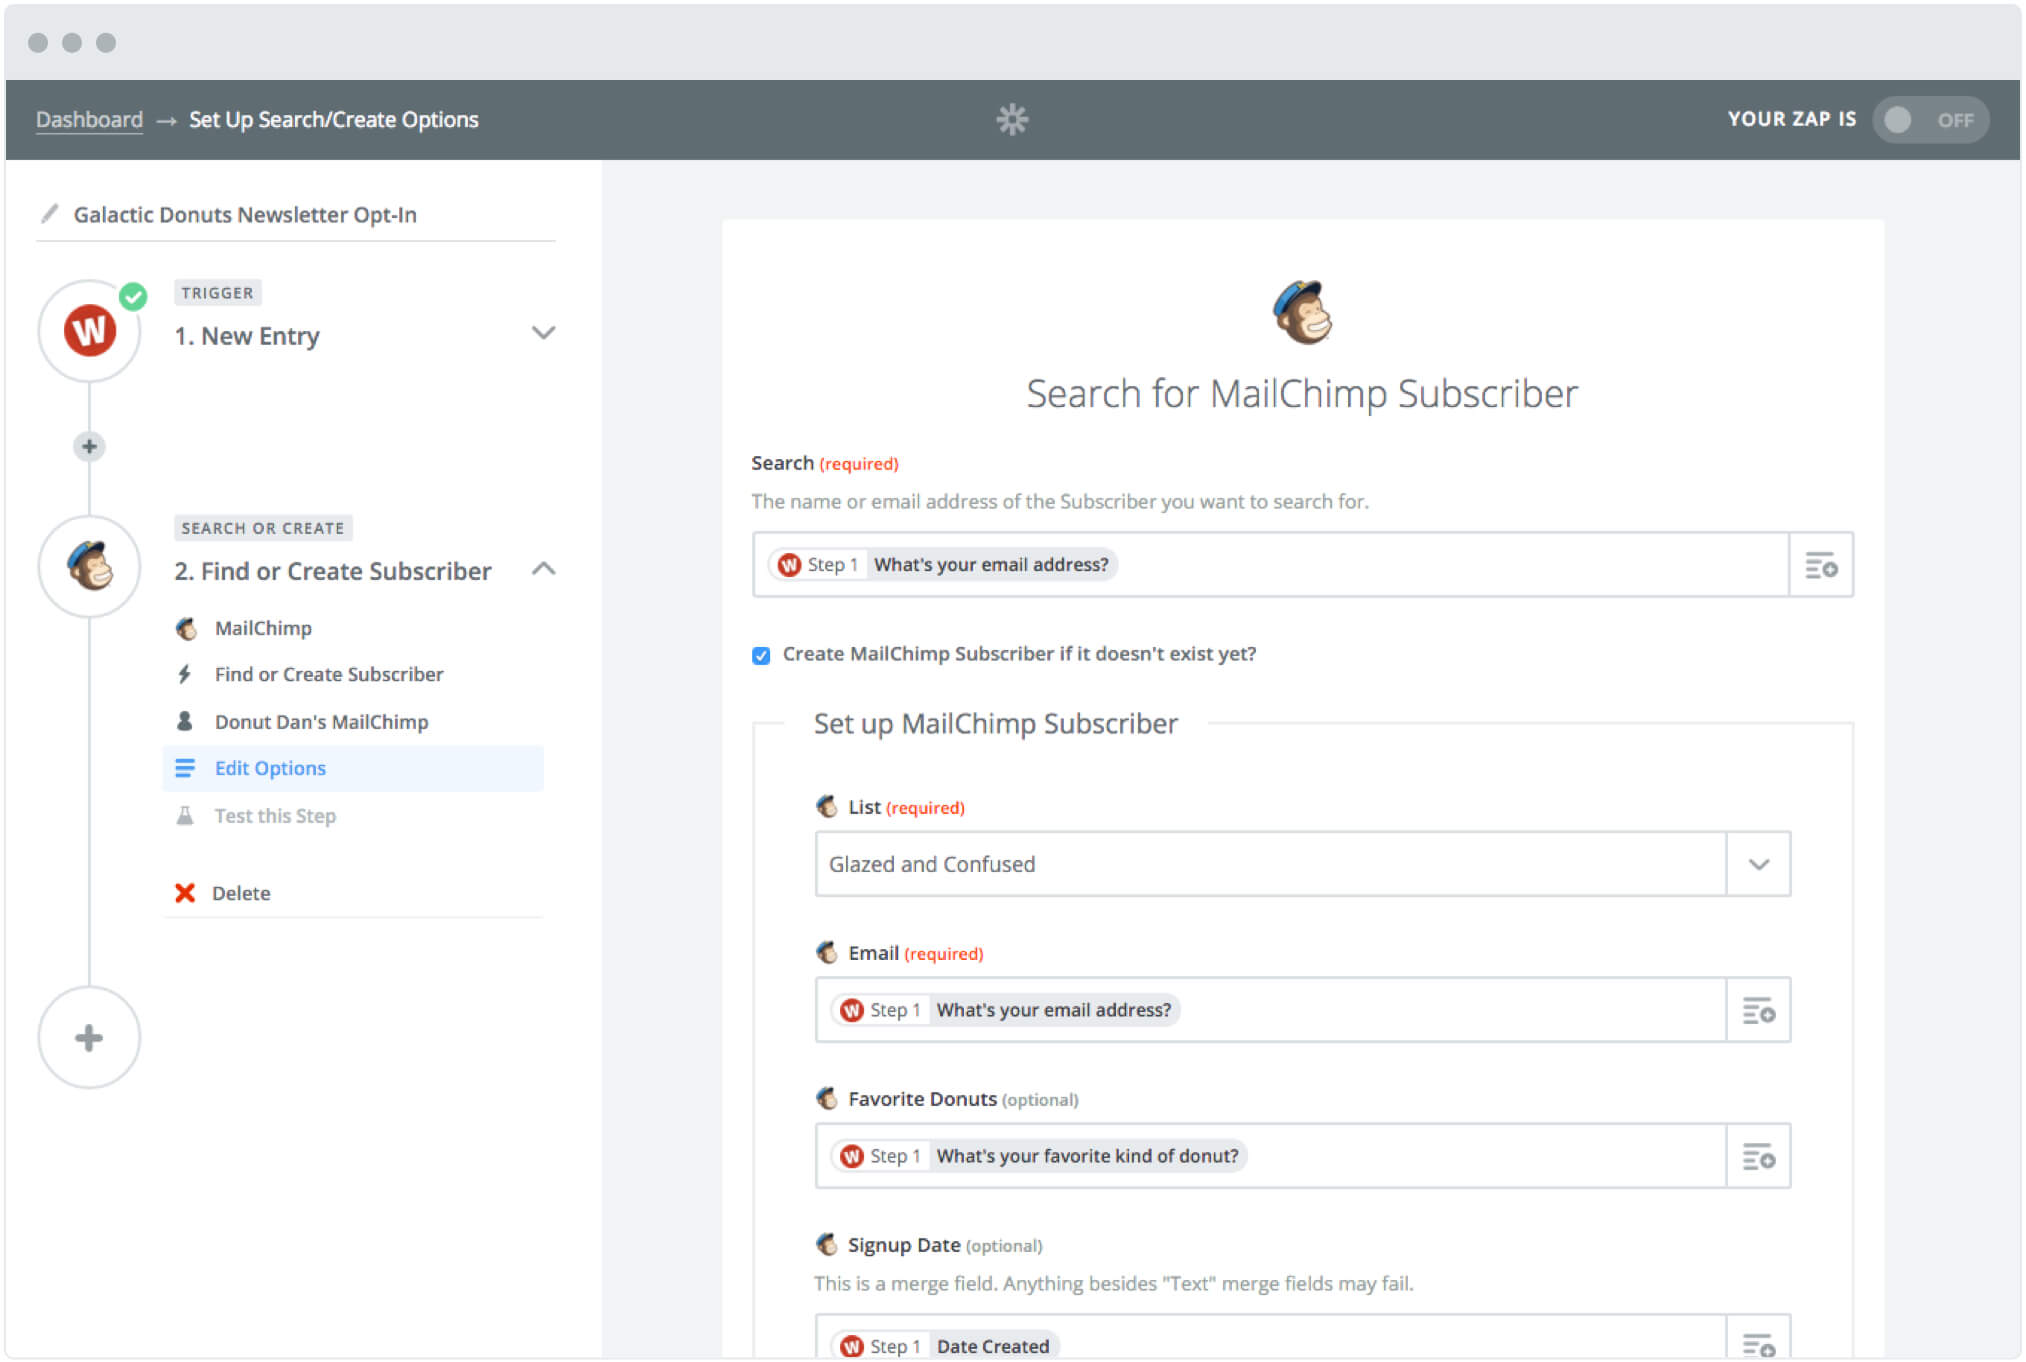 Dashboard → Set Up Search/Create Options
YOUR ZAP IS OFF
Galactic Donuts Newsletter Opt-In
TRIGGER
1. New Entry
SEARCH OR CREATE
2. Find or Create Subscriber
MailChimp
Find or Create Subscriber
Donut Dan's MailChimp
Edit Options
Test this Step
Delete
Search for MailChimp Subscriber
Search (required)
The name or email address of the Subscriber you want to search for.
W Step 1 What's your email address?
Create MailChimp Subscriber if it doesn't exist yet?
Set up MailChimp Subscriber
List (required)
Glazed and Confused
Email (required)
W Step 1 What's your email address?
Favorite Donuts (optional)
W Step 1 What's your favorite kind of donut?
Signup Date (optional)
This is a merge field. Anything besides "Text" merge fields may fail.
W Step 1 Date Created